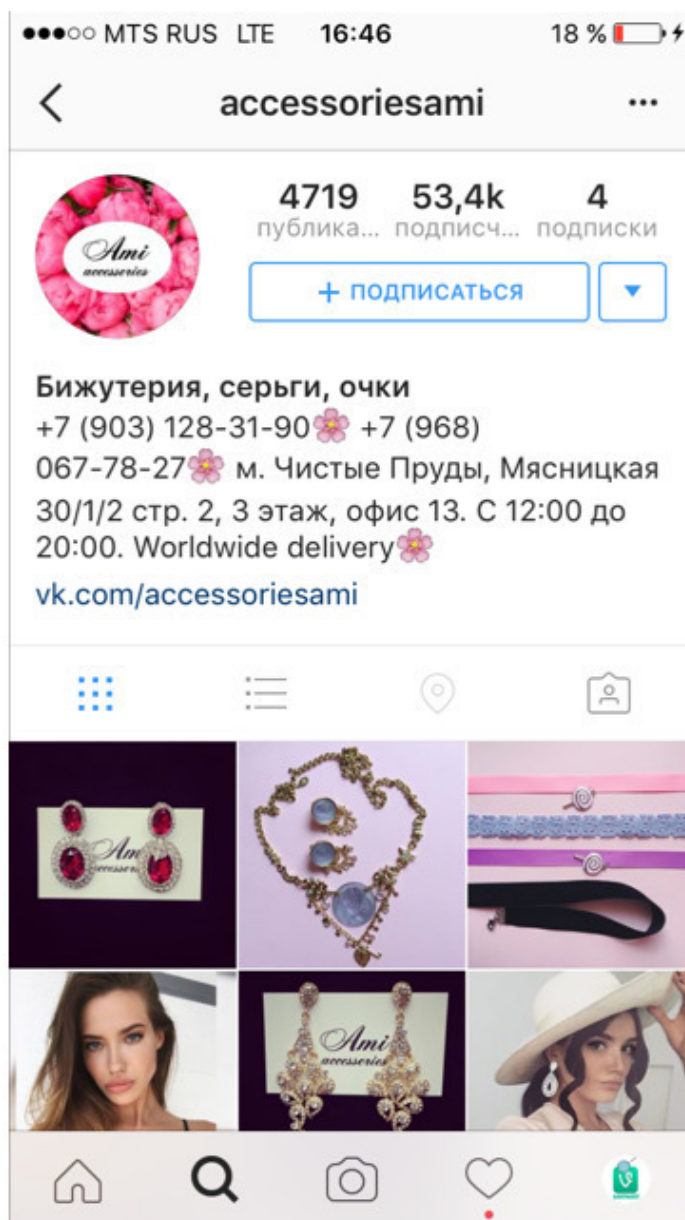 MTS RUS LTE 16:46 18 %
accessoriesami
4719 53,4k 4
публика... подписч... подписки
Ami
accessories
+ ПОДПИСАТЬСЯ
Бижутерия, серьги, очки
+7 (903) 128-31-90🌸 +7 (968)
067-78-27🌸 м. Чистые Пруды, Мясницкая
30/1/2 стр. 2, 3 этаж, офис 13. С 12:00 до
20:00. Worldwide delivery🌸
vk.com/accessoriesami
Ami
accessories
Ami
accessories